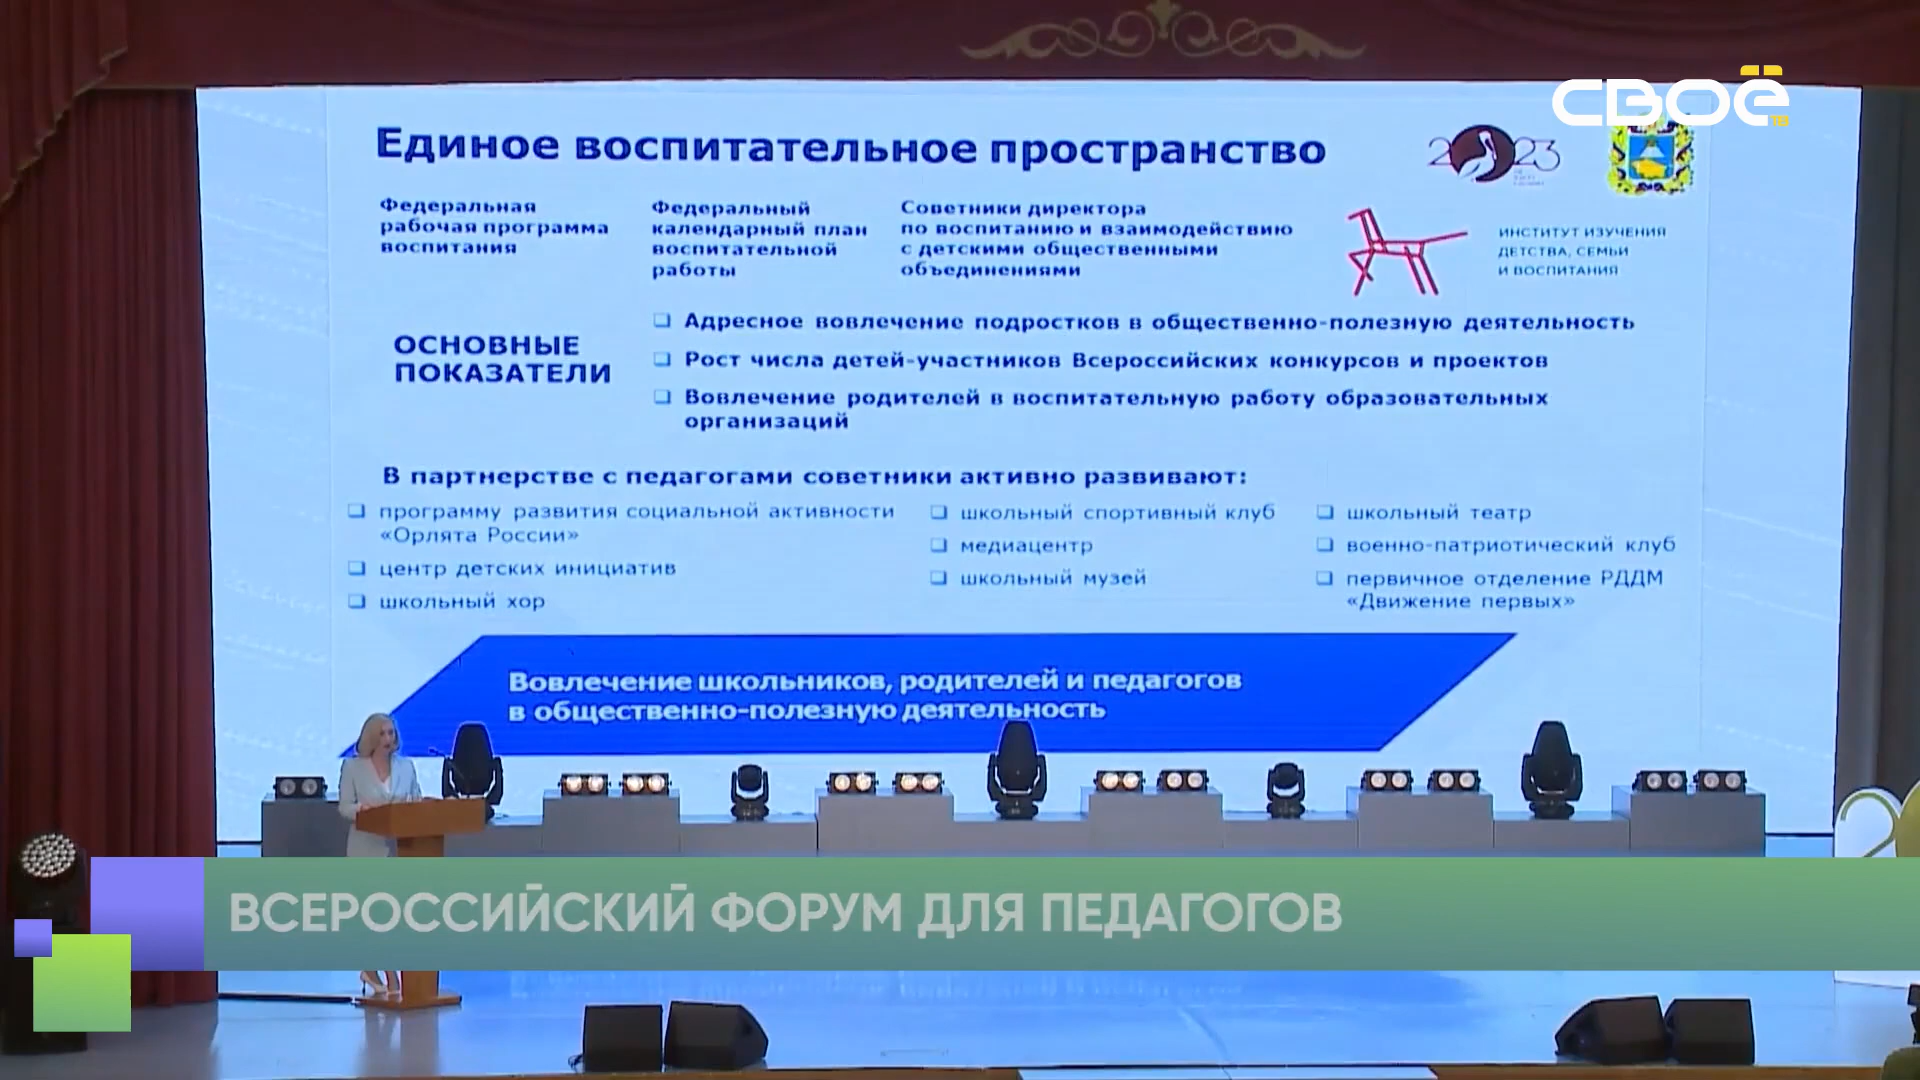 СВОЁ
ТВ
Единое воспитательное пространство
2023
Федеральная
рабочая программа
воспитания
Федеральный
календарный план
воспитательной
работы
Советники директора
по воспитанию и взаимодействию
с детскими общественными
объединениями
ИНСТИТУТ ИЗУЧЕНИЯ
ДЕТСТВА, СЕМЬИ
И ВОСПИТАНИЯ
ОСНОВНЫЕ
ПОКАЗАТЕЛИ
Адресное вовлечение подростков в общественно-полезную деятельность
Рост числа детей-участников Всероссийских конкурсов и проектов
Вовлечение родителей в воспитательную работу образовательных
организаций
В партнерстве с педагогами советники активно развивают:
программу развития социальной активности
«Орлята России»
центр детских инициатив
школьный хор
школьный спортивный клуб
медиацентр
школьный музей
школьный театр
военно-патриотический клуб
первичное отделение РДДМ
«Движение первых»
Вовлечение школьников, родителей и педагогов
в общественно-полезную деятельность
ВСЕРОССИЙСКИЙ ФОРУМ ДЛЯ ПЕДАГОГОВ